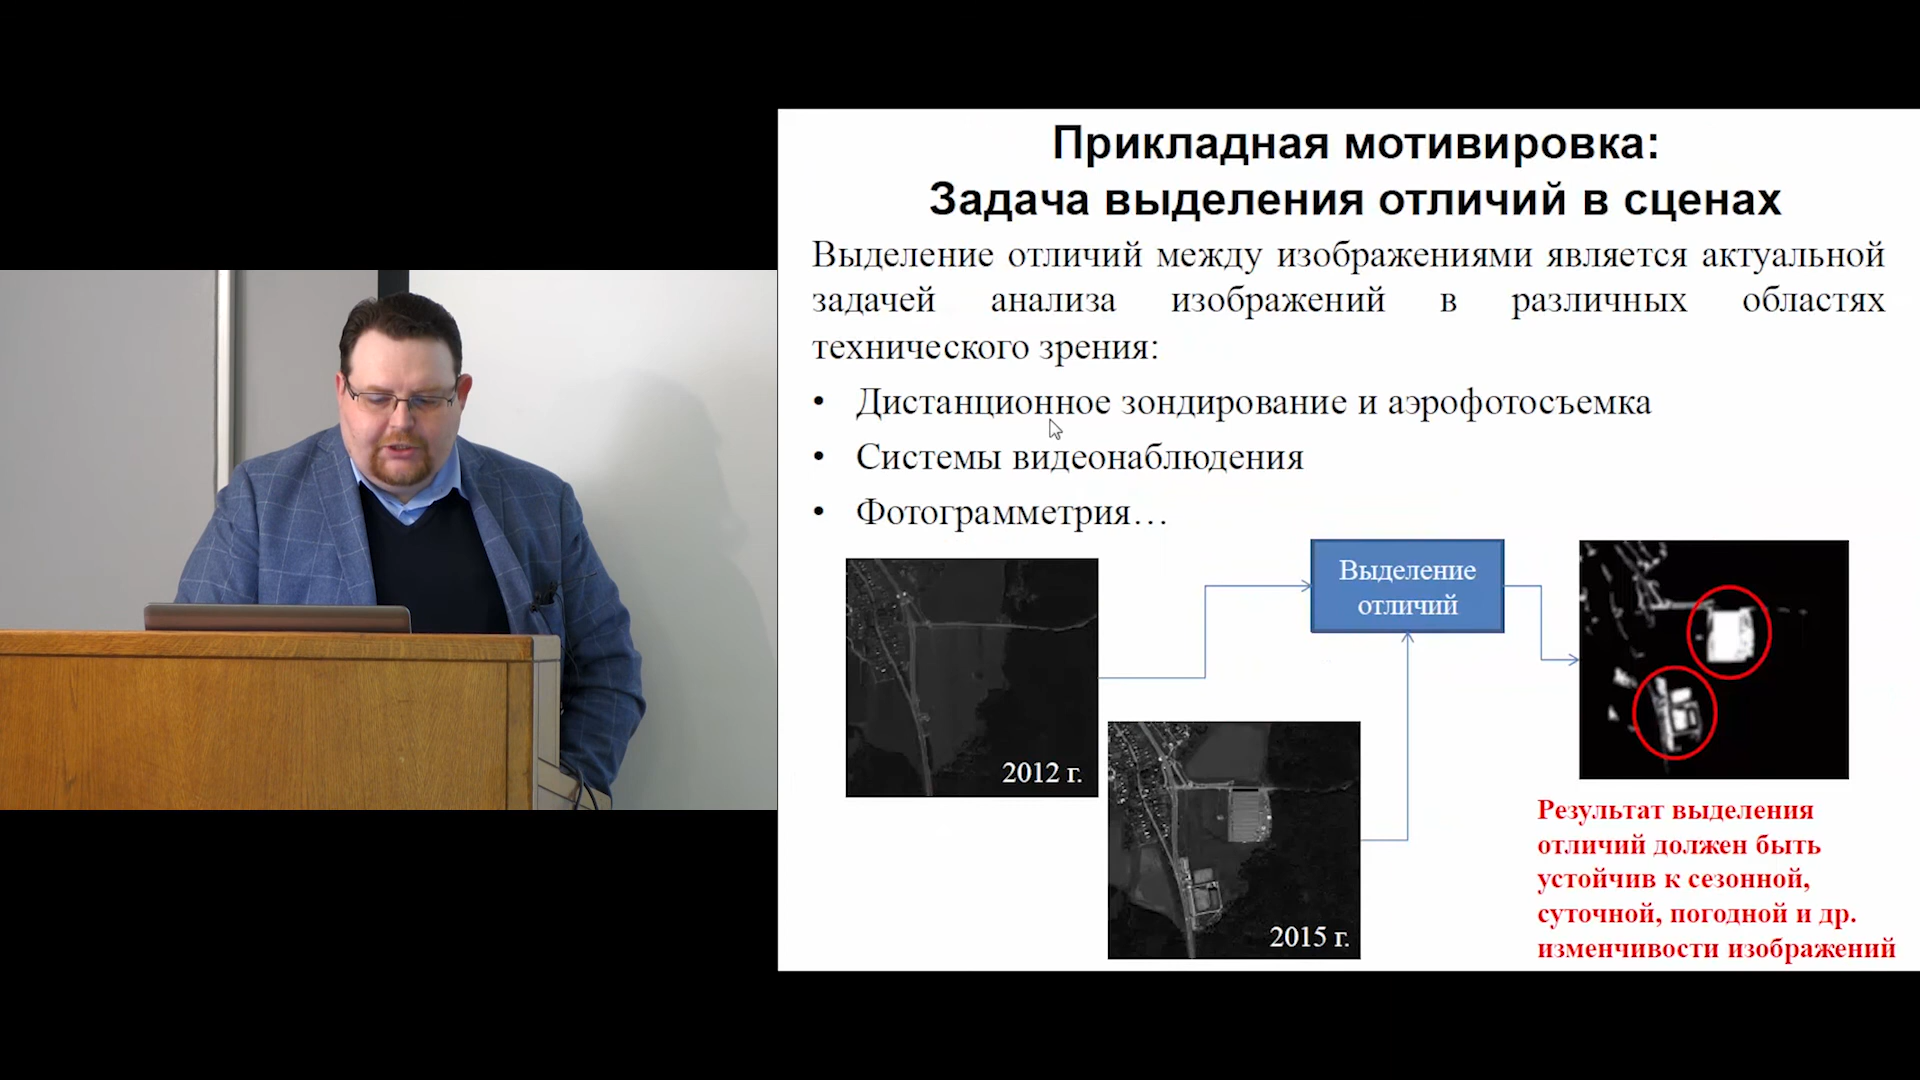 Прикладная мотивировка:
Задача выделения отличий в сценах
Выделение отличий между изображениями является актуальной
задачей анализа изображений в различных областях
технического зрения:
• Дистанционное зондирование и аэрофотосъемка
• Системы видеонаблюдения
• Фотограмметрия…
Выделение
отличий
2012 г.
2015 г.
Результат выделения
отличий должен быть
устойчив к сезонной,
суточной, погодной и др.
изменчивости изображений